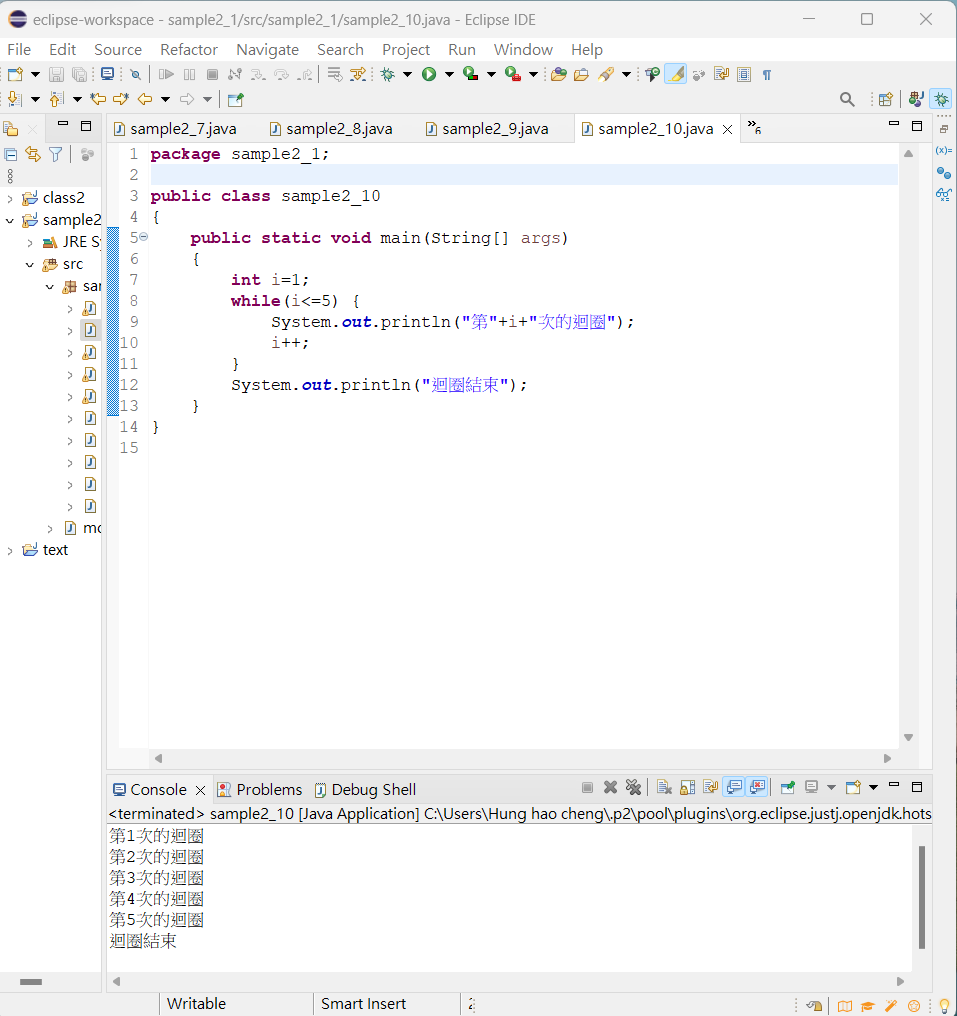 eclipse-workspace - sample2_1/src/sample2_1/sample2_10.java - Eclipse IDE
File Edit Source Refactor Navigate Search Project Run Window Help
sample2_7.java sample2_8.java sample2_9.java sample2_10.java »6
class2
sample2
JRE Sy
src
sar
mo
text
1 package sample2_1;
2
3 public class sample2_10
4 {
5 public static void main(String[] args)
6 {
7 int i=1;
8 while(i<=5) {
9 System.out.println("第"+i+"次的迴圈");
10 i++;
11 }
12 System.out.println("迴圈結束");
13 }
14 }
15
(x)=
Console Problems Debug Shell
<terminated> sample2_10 [Java Application] C:\Users\Hung hao cheng\.p2\pool\plugins\org.eclipse.justj.openjdk.hots
第1次的迴圈
第2次的迴圈
第3次的迴圈
第4次的迴圈
第5次的迴圈
迴圈結束
Writable Smart Insert